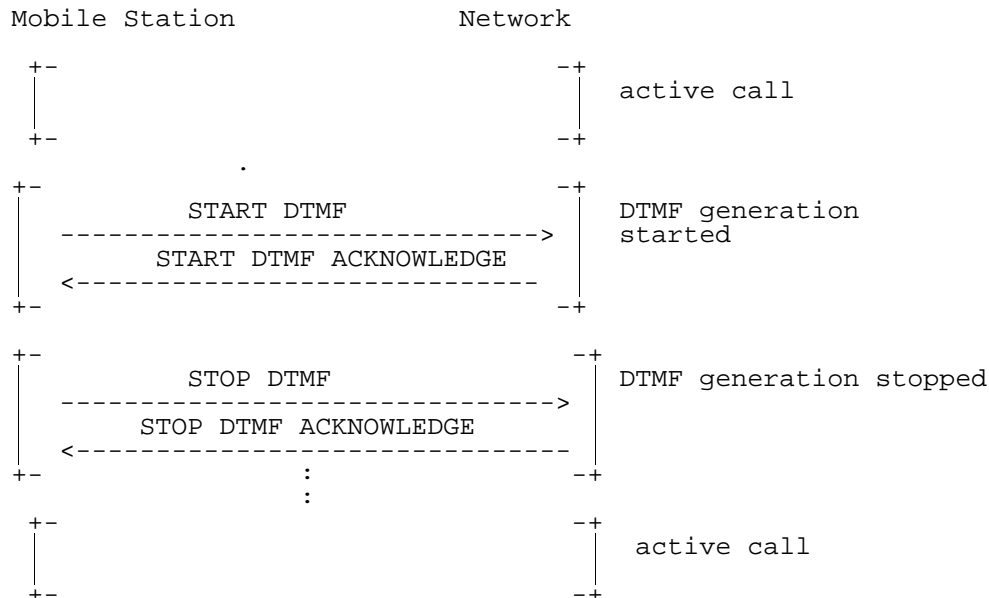 Mobile Station Network
+- -+
active call
+- -+
.
+- -+
START DTMF DTMF generation
-------------------------------> started
START DTMF ACKNOWLEDGE
<-----------------------------
+- -+
+- -+
STOP DTMF DTMF generation stopped
-------------------------------->
STOP DTMF ACKNOWLEDGE
<-------------------------------
+- : -+
:
+- -+
active call
+- -+